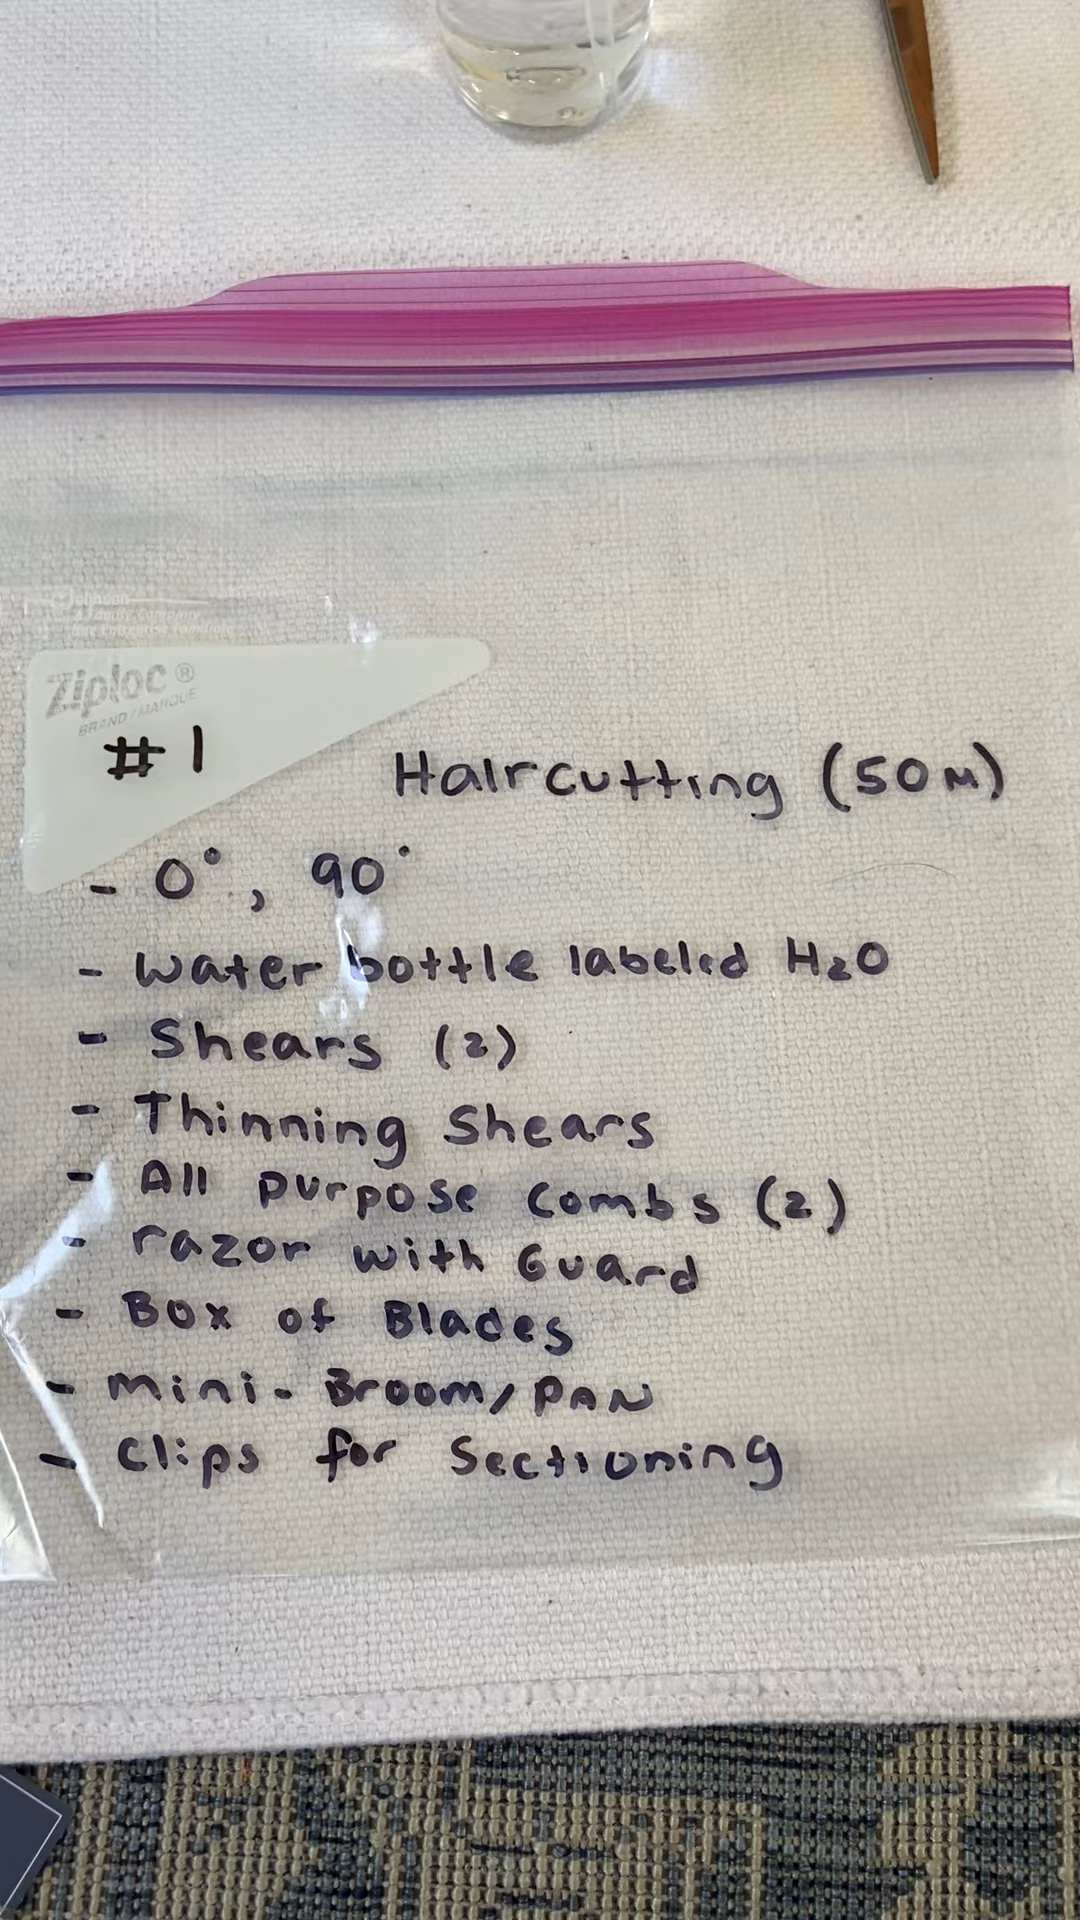 Ziploc®
BRAND/MARQUE
#1
Haircutting (50M)
- 0°, 90°
- Water bottle labeled H2O
- Shears (2)
- Thinning Shears
- All purpose Combs (2)
- razor with Guard
- Box of Blades
- mini-Broom/PAN
- Clips for Sectioning